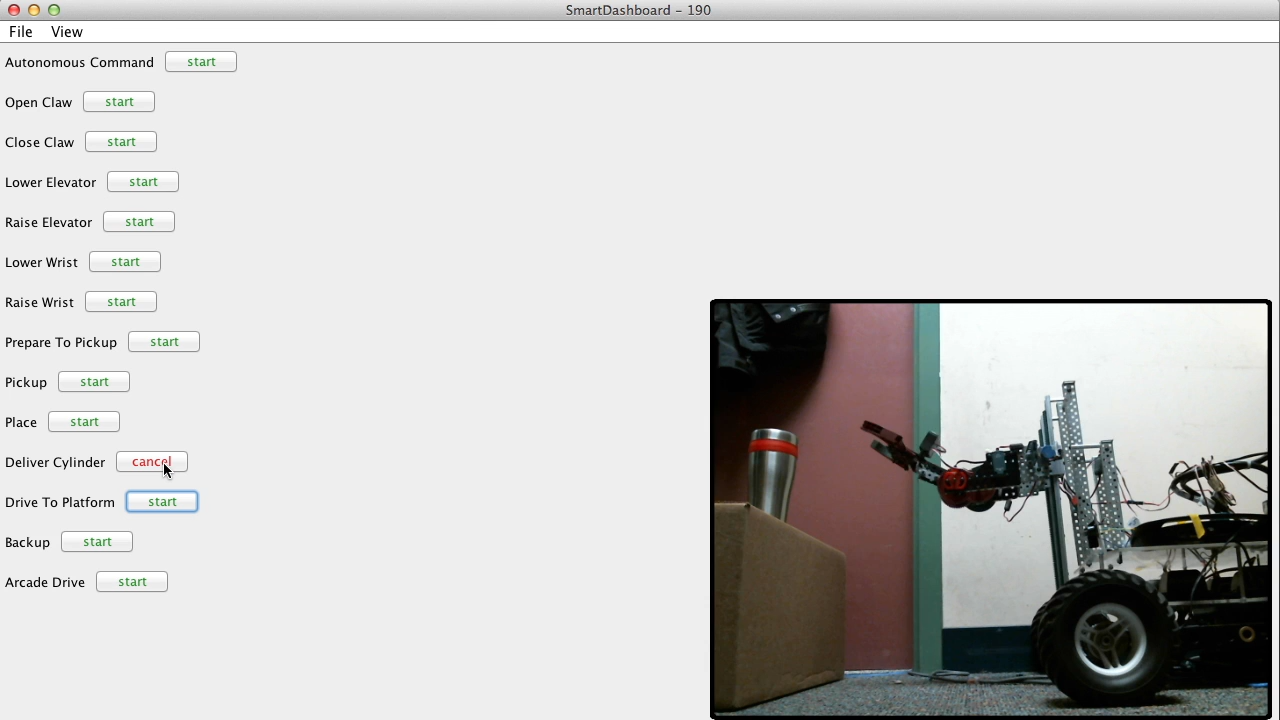 SmartDashboard - 190
File View
Autonomous Command start
Open Claw start
Close Claw start
Lower Elevator start
Raise Elevator start
Lower Wrist start
Raise Wrist start
Prepare To Pickup start
Pickup start
Place start
Deliver Cylinder cancel
Drive To Platform start
Backup start
Arcade Drive start